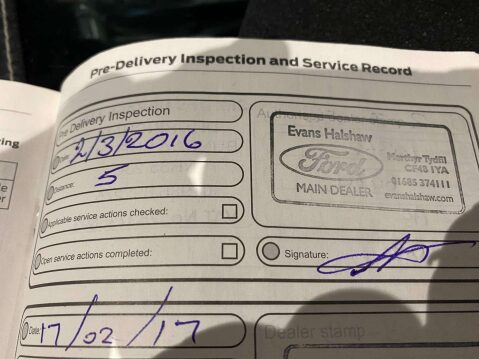 Pre-Delivery Inspection and Service Record
Pre Delivery Inspection
Date: 2/3/2016
Distance: 5
Applicable service actions checked:
Open service actions completed:
Evans Halshaw
Ford
MAIN DEALER
Merthyr Tydfil
CF48 1YA
01685 374111
evanshalshaw.com
Signature:
Date: 17/02/17
Dealer stamp